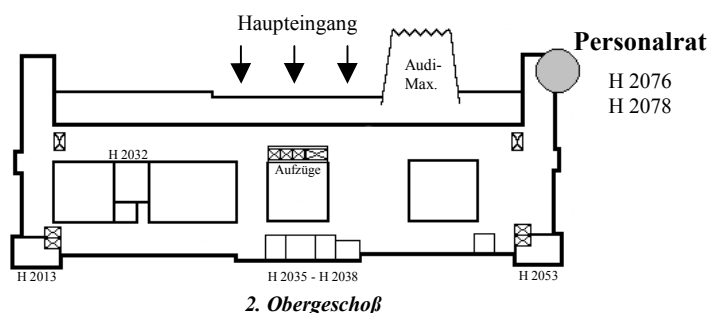 Haupteingang
Personalrat
Audi-
Max.
H 2076
H 2078
H 2032
Aufzüge
H 2013
H 2035 - H 2038
H 2053
2. Obergeschoß